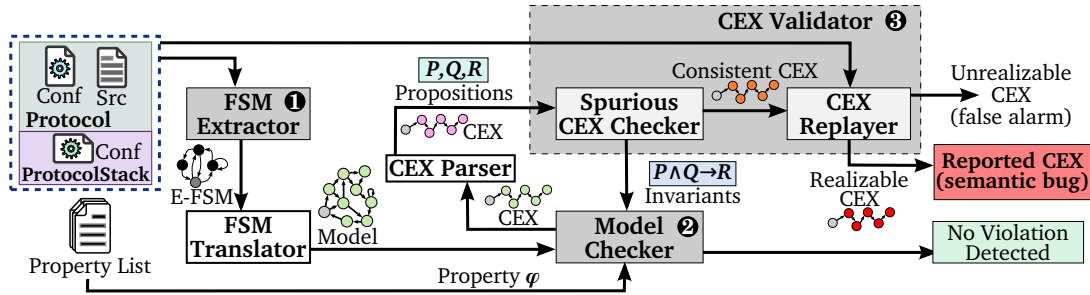 CEX Validator ❸
Conf
Src
Protocol
Conf
ProtocolStack
FSM ❶
Extractor
E-FSM
FSM
Translator
Model
Property List
Property φ
P,Q,R
Propositions
CEX
CEX Parser
CEX
Spurious
CEX Checker
Consistent CEX
CEX
Replayer
P∧Q→R
Invariants
Model ❷
Checker
Realizable
CEX
Unrealizable
CEX
(false alarm)
Reported CEX
(semantic bug)
No Violation
Detected